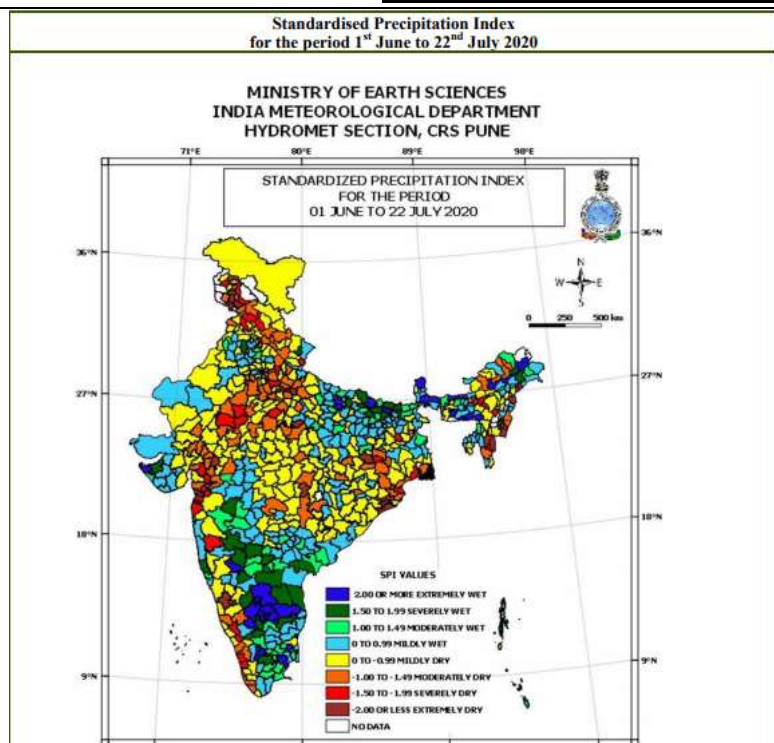 Standardised Precipitation Index
for the period 1st June to 22nd July 2020
MINISTRY OF EARTH SCIENCES
INDIA METEOROLOGICAL DEPARTMENT
HYDROMET SECTION, CRS PUNE
71°E 80°E 89°E 98°E
STANDARDIZED PRECIPITATION INDEX
FOR THE PERIOD
01 JUNE TO 22 JULY 2020
36°N 36°N
N
W E
S
0 250 500 km
27°N 27°N
18°N 18°N
SPI VALUES
2.00 OR MORE EXTREMELY WET
1.50 TO 1.99 SEVERELY WET
1.00 TO 1.49 MODERATELY WET
0 TO 0.99 MILDLY WET
0 TO -0.99 MILDLY DRY
-1.00 TO -1.49 MODERATELY DRY
-1.50 TO -1.99 SEVERELY DRY
-2.00 OR LESS EXTREMELY DRY
NO DATA
9°N 9°N